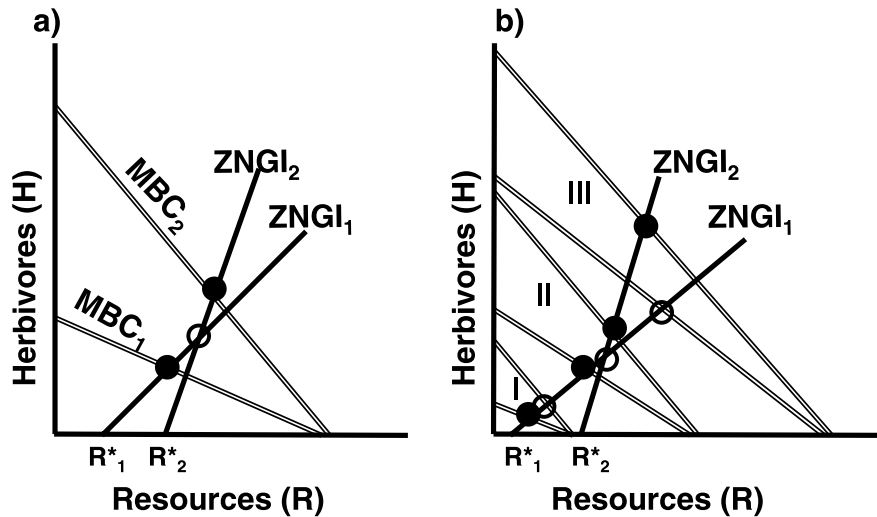 a)
Herbivores (H)
MBC₂
MBC₁
ZNGI₂
ZNGI₁
R*₁
R*₂
Resources (R)
b)
Herbivores (H)
III
II
I
ZNGI₂
ZNGI₁
R*₁
R*₂
Resources (R)